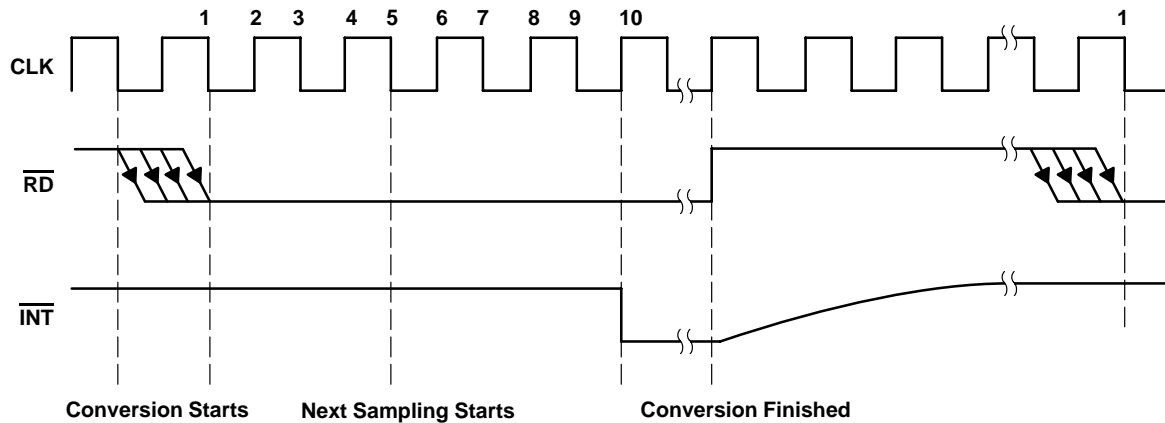 1 2 3 4 5 6 7 8 9 10 1
CLK
RD
INT
Conversion Starts Next Sampling Starts Conversion Finished